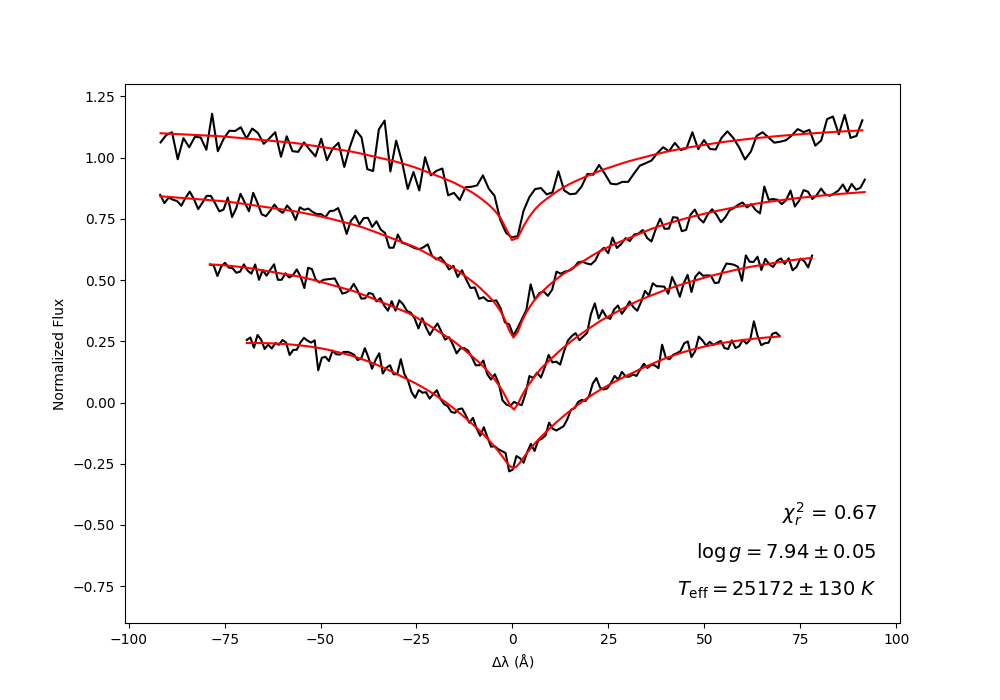 1.25
1.00
0.75
0.50
0.25
0.00
−0.25
−0.50
−0.75
Normalized Flux
χ²ᵣ = 0.67
log g = 7.94 ± 0.05
T_eff = 25172 ± 130 K
−100 −75 −50 −25 0 25 50 75 100
Δλ (Å)